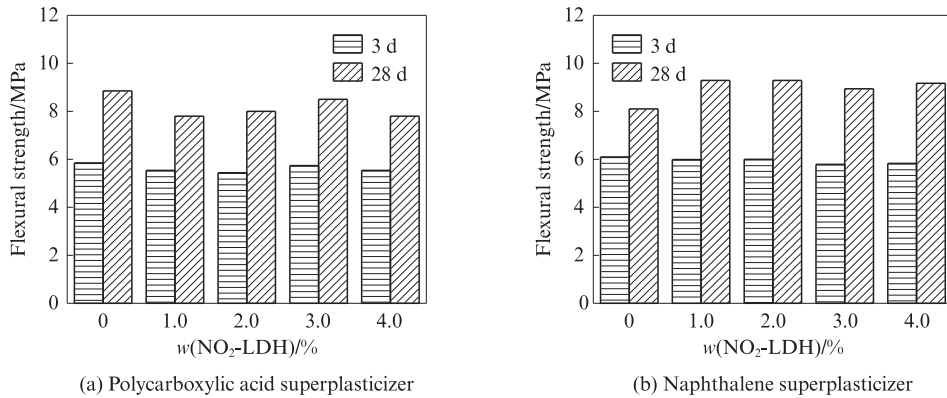 12
10
8
6
4
2
0
Flexural strength/MPa
3 d
28 d
0 1.0 2.0 3.0 4.0
w(NO₂-LDH)/%
(a) Polycarboxylic acid superplasticizer
12
10
8
6
4
2
0
Flexural strength/MPa
3 d
28 d
0 1.0 2.0 3.0 4.0
w(NO₂-LDH)/%
(b) Naphthalene superplasticizer